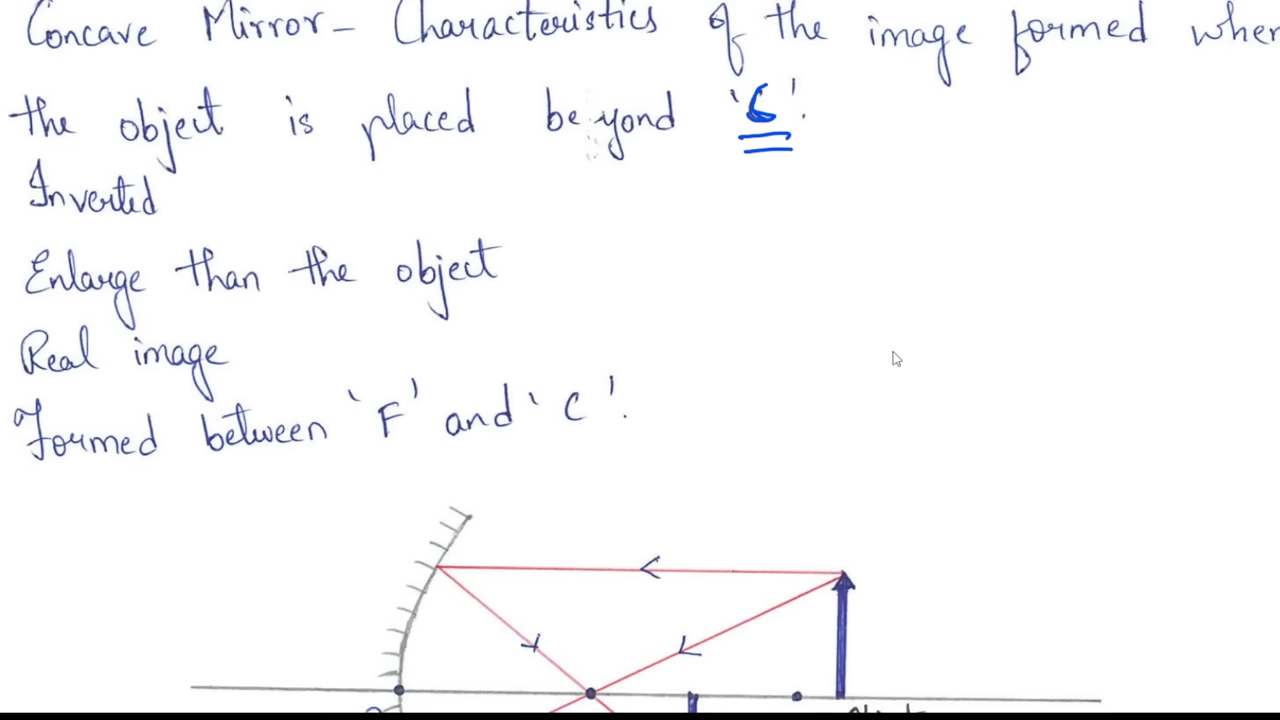 Concave Mirror - Characteristics of the image formed when
the object is placed beyond 'C'.
Inverted
Enlarge than the object
Real image
Formed between 'F' and 'C'.